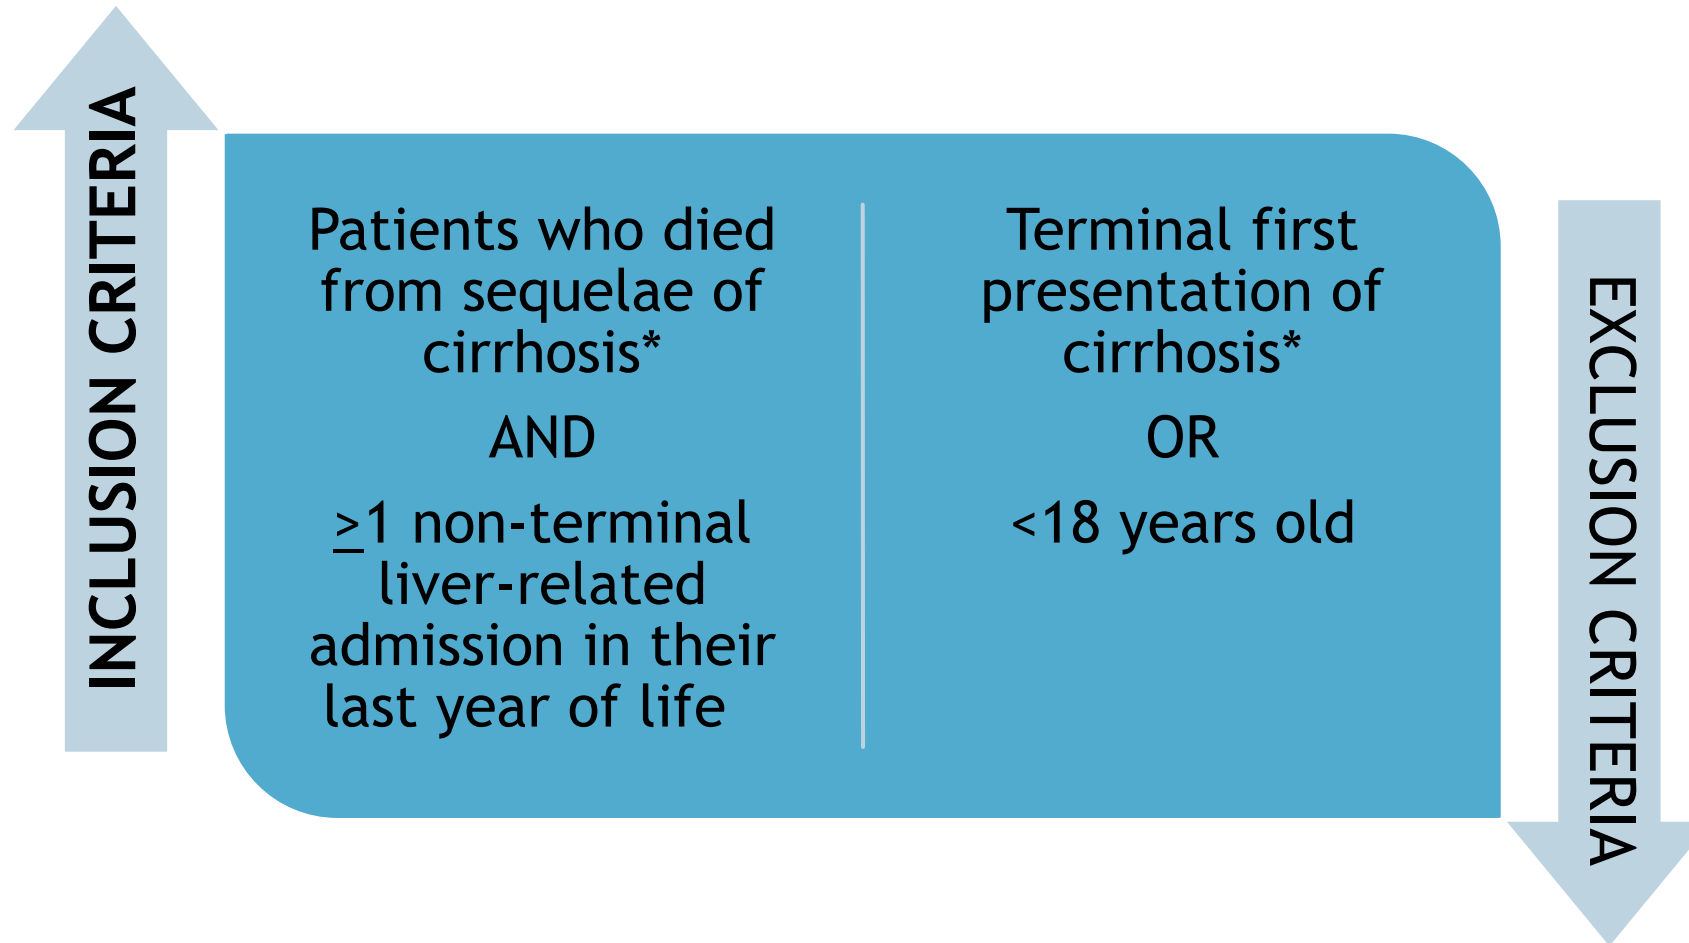 INCLUSION CRITERIA
Patients who died
from sequelae of
cirrhosis*
AND
≥1 non-terminal
liver-related
admission in their
last year of life
Terminal first
presentation of
cirrhosis*
OR
<18 years old
EXCLUSION CRITERIA